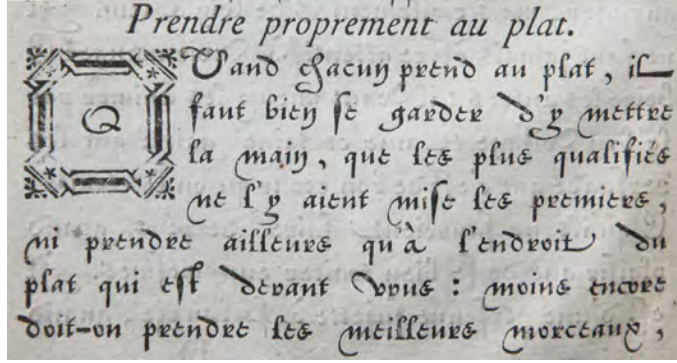 Prendre proprement au plat.
QVand chacun prend au plat, il
faut bien se garder d'y mettre
la main, que les plus qualifiés
ne l'y aient mise les premiers,
ni prendre ailleurs qu'à l'endroit du
plat qui est devant vous : moins encore
doit-on prendre les meilleurs morceaux,